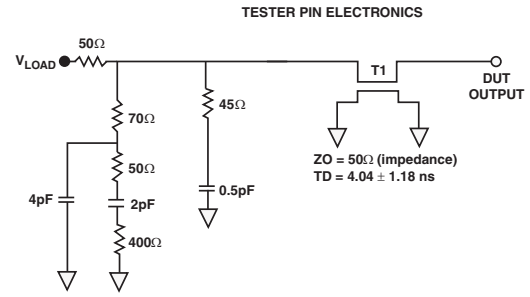 TESTER PIN ELECTRONICS
50Ω
VLOAD
T1
DUT
OUTPUT
70Ω
45Ω
ZO = 50Ω (impedance)
TD = 4.04 ± 1.18 ns
50Ω
4pF
2pF
0.5pF
400Ω